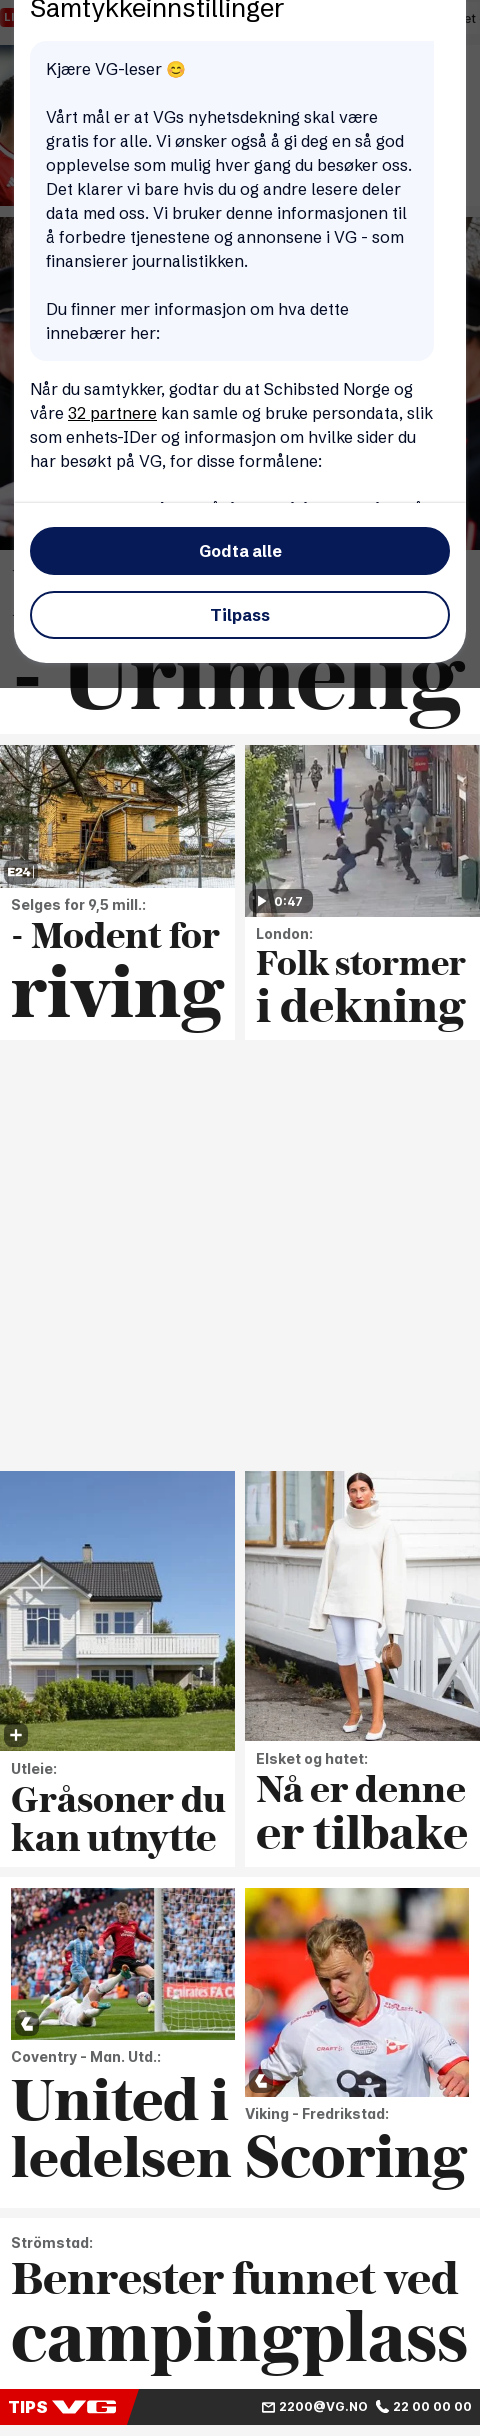 Samtykkeinnstillinger
Kjære VG-leser 😊
Vårt mål er at VGs nyhetsdekning skal være
gratis for alle. Vi ønsker også å gi deg en så god
opplevelse som mulig hver gang du besøker oss.
Det klarer vi bare hvis du og andre lesere deler
data med oss. Vi bruker denne informasjonen til
å forbedre tjenestene og annonsene i VG - som
finansierer journalistikken.
Du finner mer informasjon om hva dette
innebærer her:
Når du samtykker, godtar du at Schibsted Norge og
våre 32 partnere kan samle og bruke persondata, slik
som enhets-IDer og informasjon om hvilke sider du
har besøkt på VG, for disse formålene:
Godta alle
Tilpass
- Urimelig
E24
Selges for 9,5 mill.:
- Modent for
riving
0:47
London:
Folk stormer
i dekning
Utleie:
Gråsoner du
kan utnytte
Elsket og hatet:
Nå er denne
er tilbake
Coventry - Man. Utd.:
United i
ledelsen
Viking - Fredrikstad:
Scoring
Strömstad:
Benrester funnet ved
campingplass
TIPS VG 2200@VG.NO 22 00 00 00